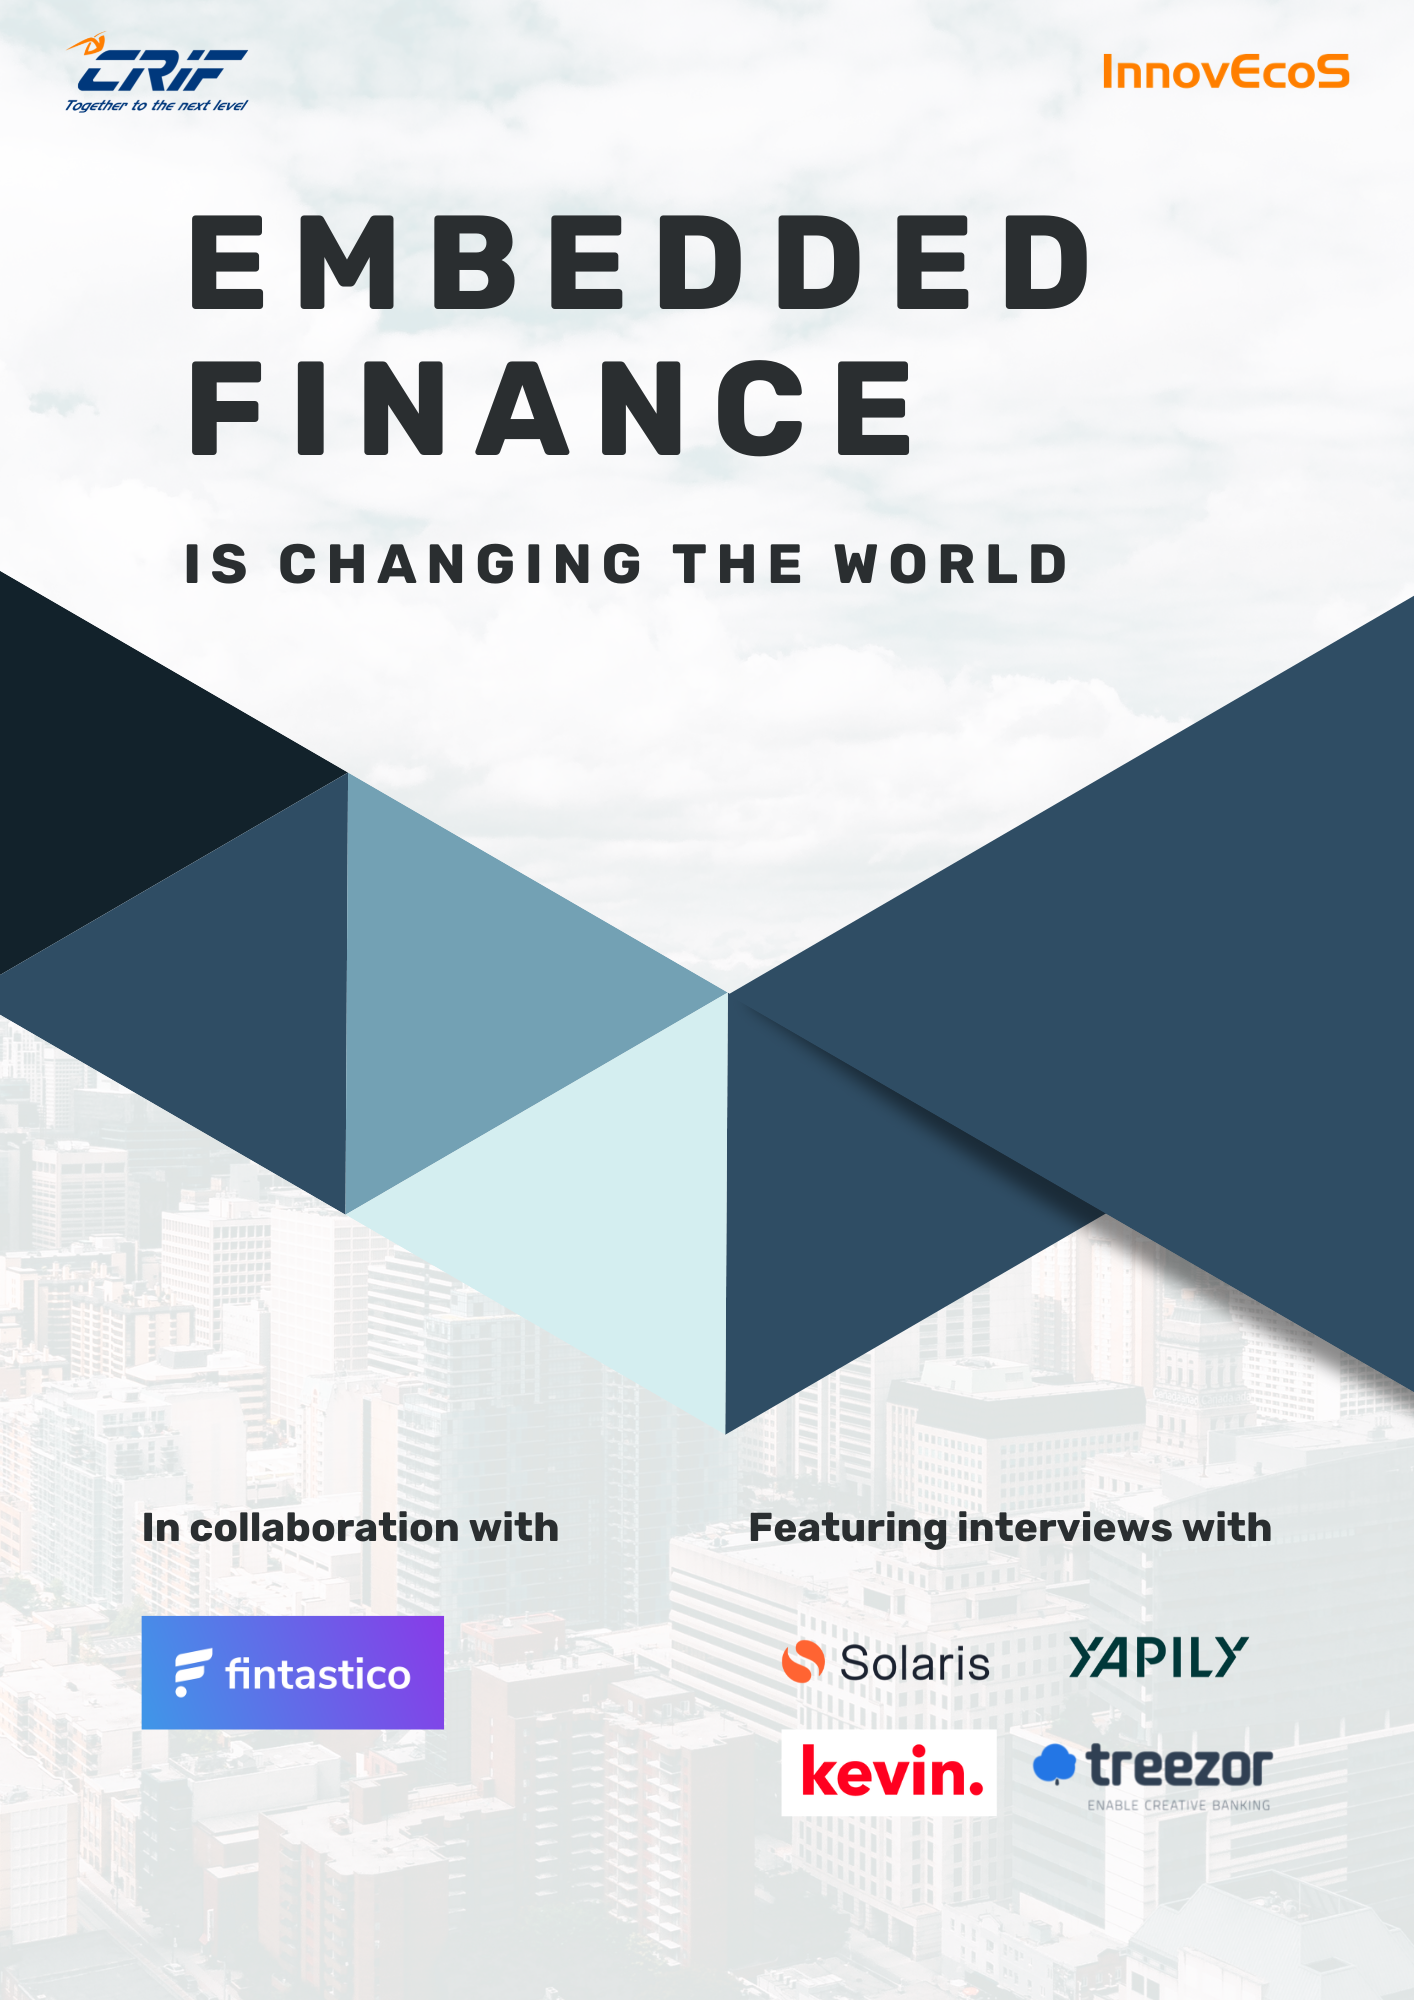 CRIF
Together to the next level
InnovEcoS
EMBEDDED
FINANCE
IS CHANGING THE WORLD
In collaboration with
fintastico
Featuring interviews with
Solaris
YAPILY
kevin.
treezor
ENABLE CREATIVE BANKING